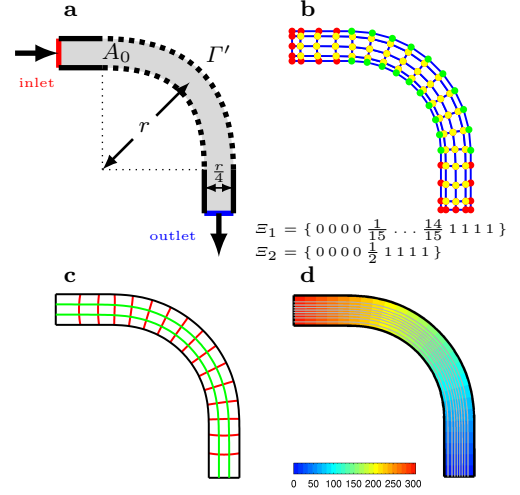 a
b
A₀
Γ′
inlet
r
r/4
outlet
Ξ₁ = { 0 0 0 0 1/15 … 14/15 1 1 1 1 }
Ξ₂ = { 0 0 0 0 1/2 1 1 1 1 }
c
d
0 50 100 150 200 250 300